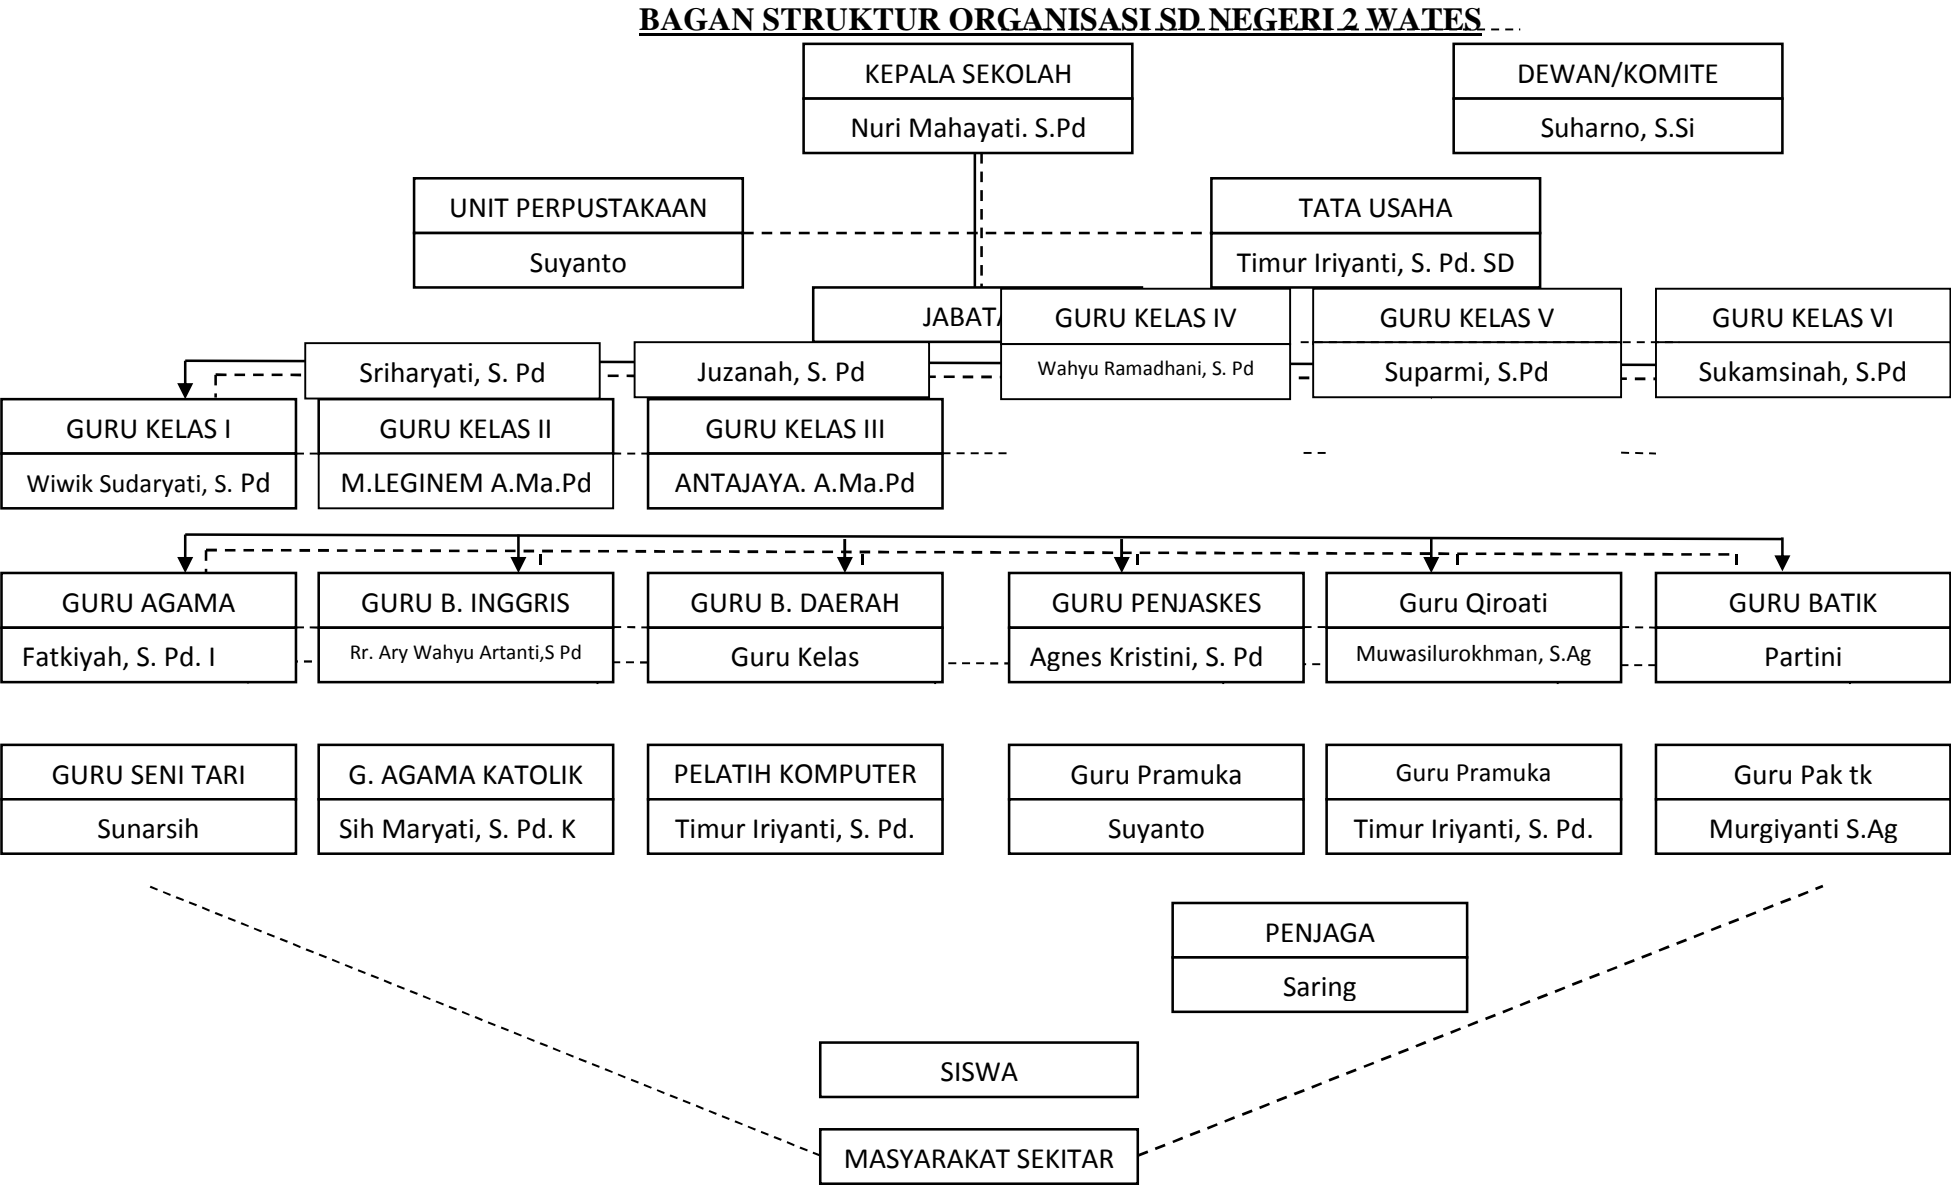 BAGAN STRUKTUR ORGANISASI SD NEGERI 2 WATES
KEPALA SEKOLAH
Nuri Mahayati. S.Pd
DEWAN/KOMITE
Suharno, S.Si
UNIT PERPUSTAKAAN
Suyanto
TATA USAHA
Timur Iriyanti, S. Pd. SD
GURU KELAS IV
Wahyu Ramadhani, S. Pd
GURU KELAS V
Suparmi, S.Pd
GURU KELAS VI
Sukamsinah, S.Pd
Sriharyati, S. Pd
Juzanah, S. Pd
GURU KELAS I
Wiwik Sudaryati, S. Pd
GURU KELAS II
M.LEGINEM A.Ma.Pd
GURU KELAS III
ANTAJAYA. A.Ma.Pd
GURU AGAMA
Fatkiyah, S. Pd. I
GURU B. INGGRIS
Rr. Ary Wahyu Artanti,S Pd
GURU B. DAERAH
Guru Kelas
GURU PENJASKES
Agnes Kristini, S. Pd
Guru Qiroati
Muwasilurokhman, S.Ag
GURU BATIK
Partini
GURU SENI TARI
Sunarsih
G. AGAMA KATOLIK
Sih Maryati, S. Pd. K
PELATIH KOMPUTER
Timur Iriyanti, S. Pd.
Guru Pramuka
Suyanto
Guru Pramuka
Timur Iriyanti, S. Pd.
Guru Pak tk
Murgiyanti S.Ag
PENJAGA
Saring
SISWA
MASYARAKAT SEKITAR